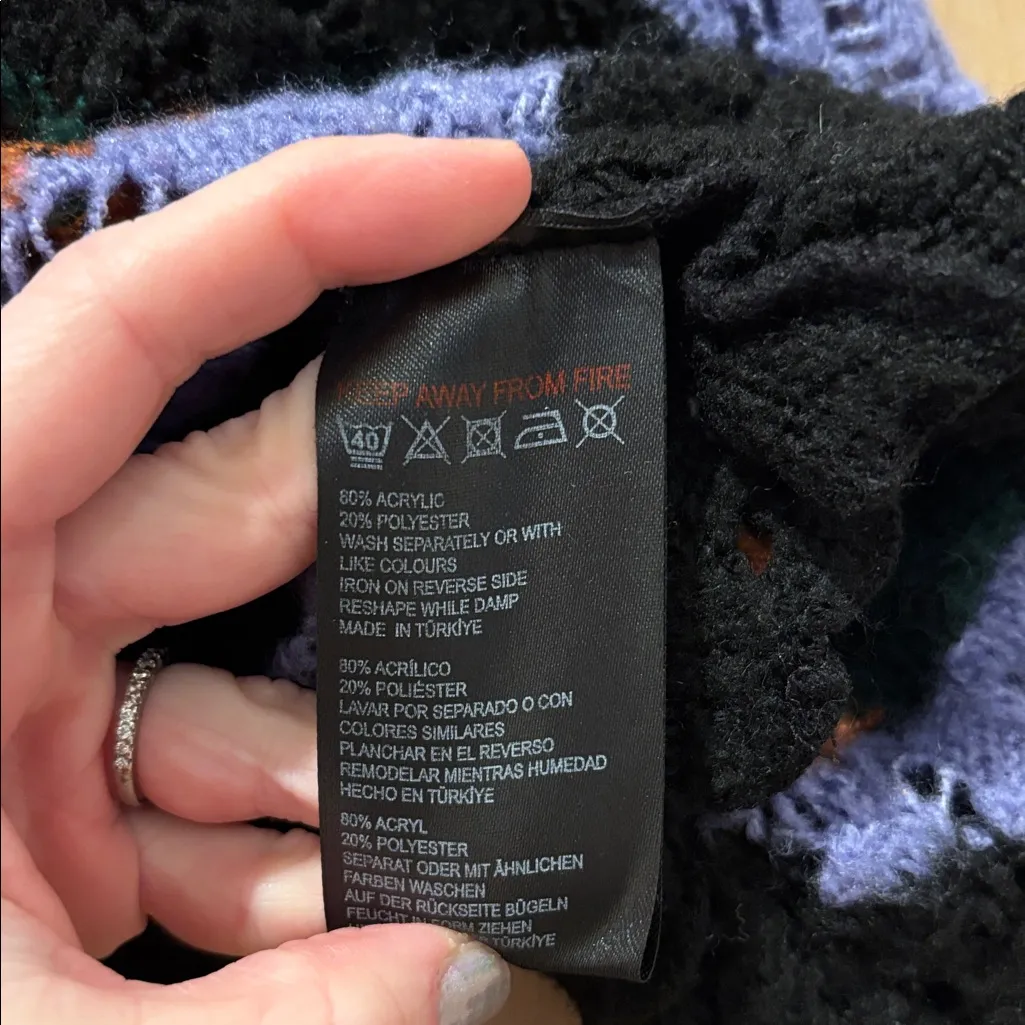 KEEP AWAY FROM FIRE
40
80% ACRYLIC
20% POLYESTER
WASH SEPARATELY OR WITH
LIKE COLOURS
IRON ON REVERSE SIDE
RESHAPE WHILE DAMP
MADE IN TÜRKİYE
80% ACRÍLICO
20% POLIÉSTER
LAVAR POR SEPARADO O CON
COLORES SIMILARES
PLANCHAR EN EL REVERSO
REMODELAR MIENTRAS HUMEDAD
HECHO EN TÜRKİYE
80% ACRYL
20% POLYESTER
SEPARAT ODER MIT ÄHNLICHEN
FARBEN WASCHEN
AUF DER RÜCKSEITE BÜGELN
FEUCHT IN FORM ZIEHEN
TÜRKİYE